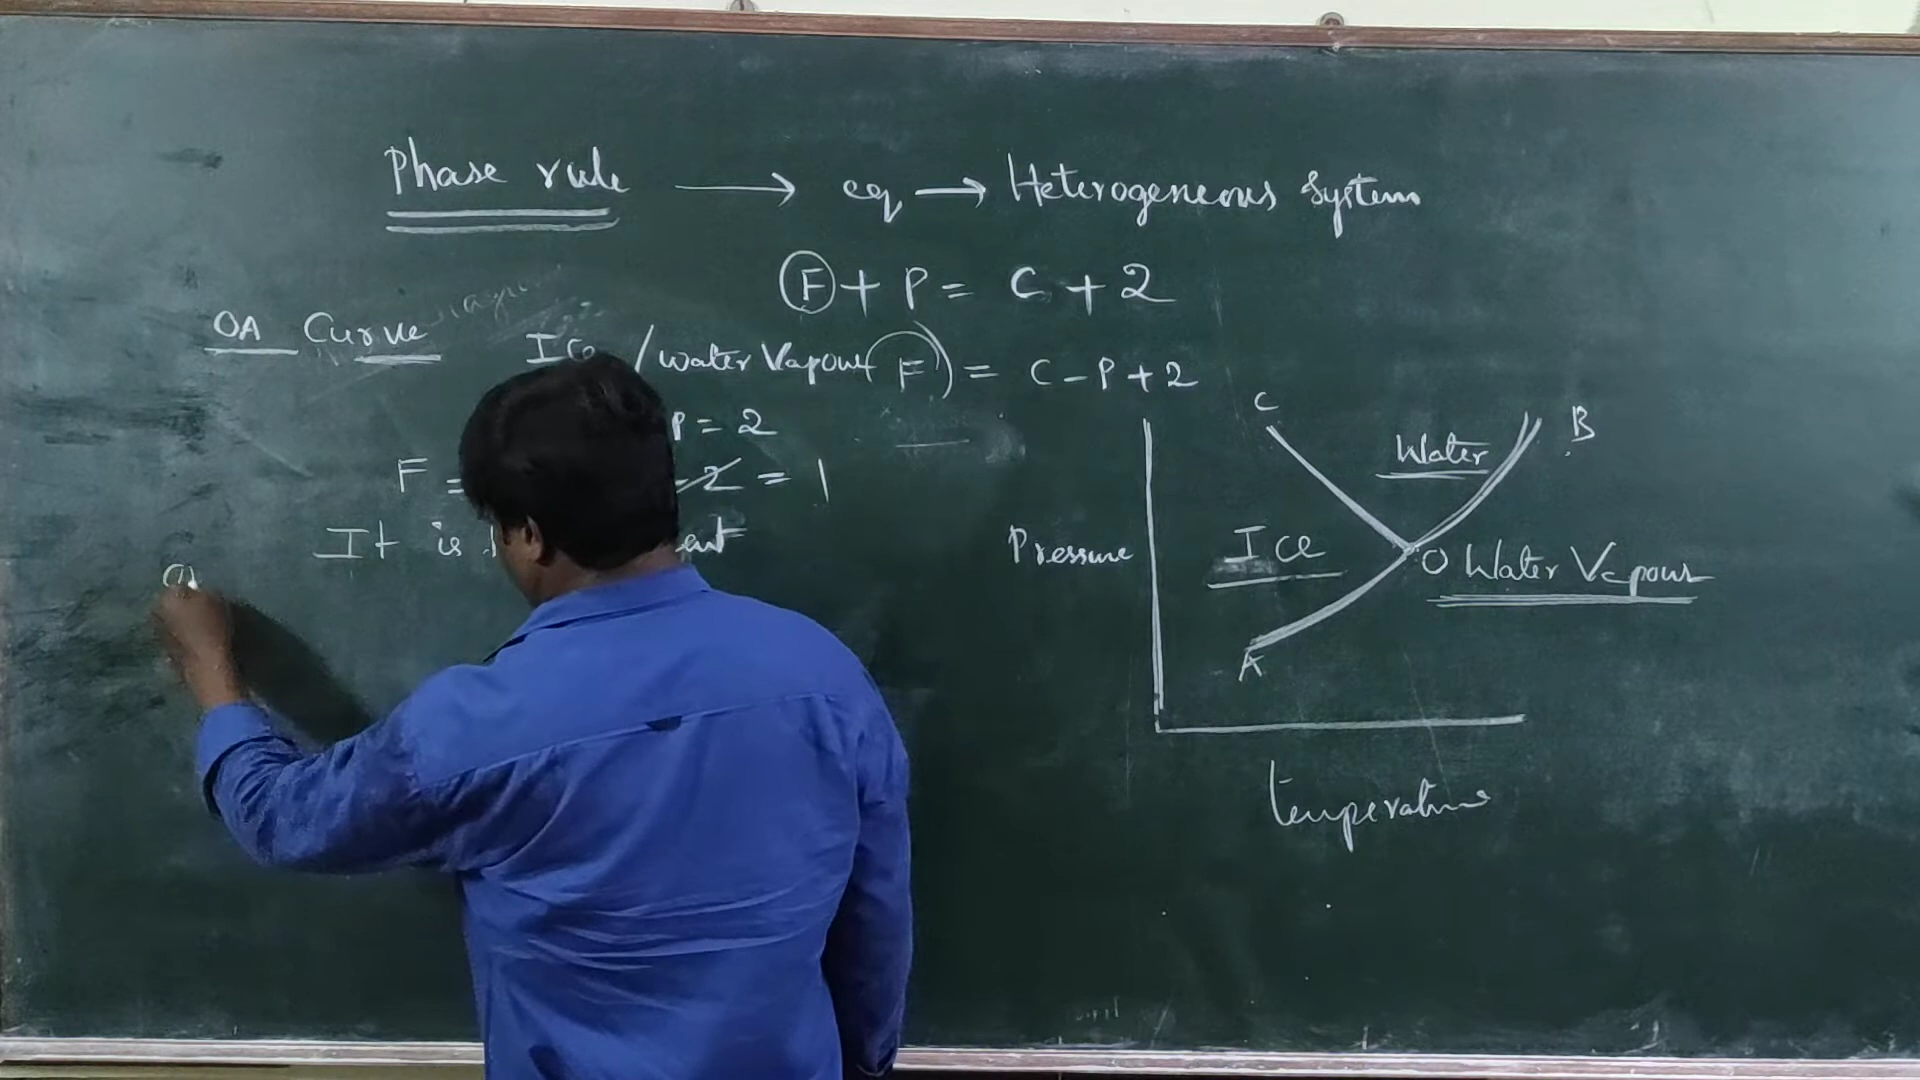 Phase rule → eq → Heterogeneous System
F + P = C + 2
OA Curve Ice / Water Vapour
F = C - P + 2
P = 2
F = = 1
It is
C
B
Water
Pressure
Ice
O
Water Vapour
A
temperature